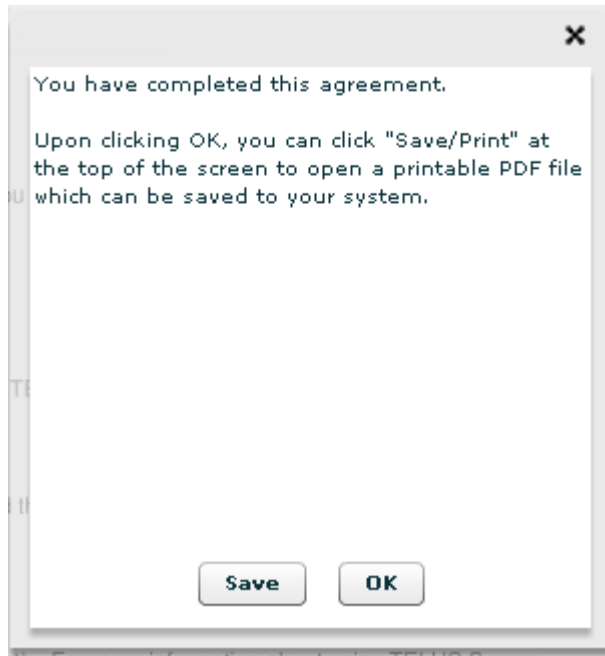 You have completed this agreement.
Upon clicking OK, you can click "Save/Print" at
the top of the screen to open a printable PDF file
which can be saved to your system.
Save
OK